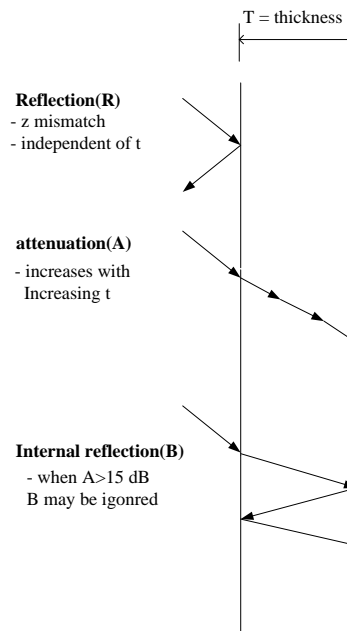 T = thickness
Reflection(R)
- z mismatch
- independent of t
attenuation(A)
- increases with
Increasing t
Internal reflection(B)
- when A>15 dB
B may be igonred